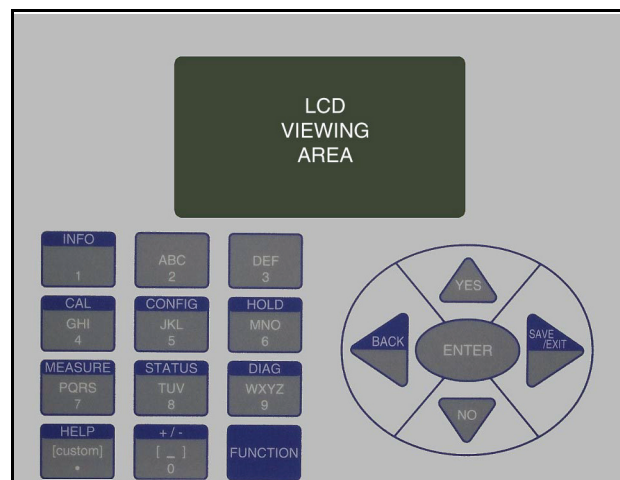 LCD
VIEWING
AREA
INFO
1
ABC
2
DEF
3
CAL
GHI
4
CONFIG
JKL
5
HOLD
MNO
6
MEASURE
PQRS
7
STATUS
TUV
8
DIAG
WXYZ
9
HELP
[custom]
•
+ / -
[ _ ]
0
FUNCTION
YES
BACK
ENTER
SAVE
/EXIT
NO